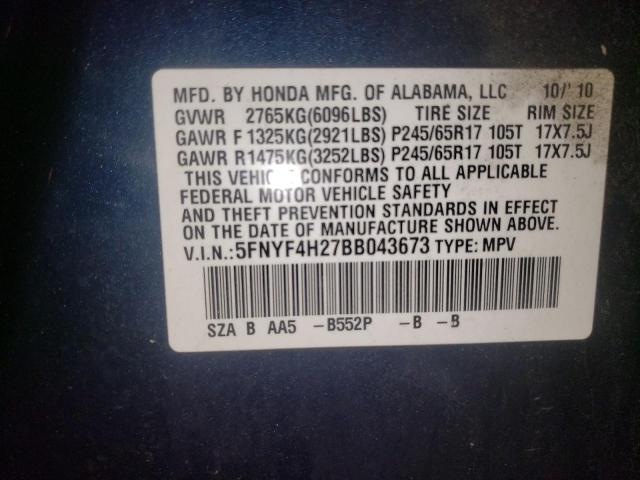 MFD. BY HONDA MFG. OF ALABAMA, LLC 10/'10
GVWR 2765KG(6096LBS) TIRE SIZE RIM SIZE
GAWR F 1325KG(2921LBS) P245/65R17 105T 17X7.5J
GAWR R 1475KG(3252LBS) P245/65R17 105T 17X7.5J
THIS VEHICLE CONFORMS TO ALL APPLICABLE
FEDERAL MOTOR VEHICLE SAFETY
AND THEFT PREVENTION STANDARDS IN EFFECT
ON THE DATE OF MANUFACTURE SHOWN ABOVE.
V.I.N.: 5FNYF4H27BB043673 TYPE: MPV
SZA B AA5 -B552P -B -B